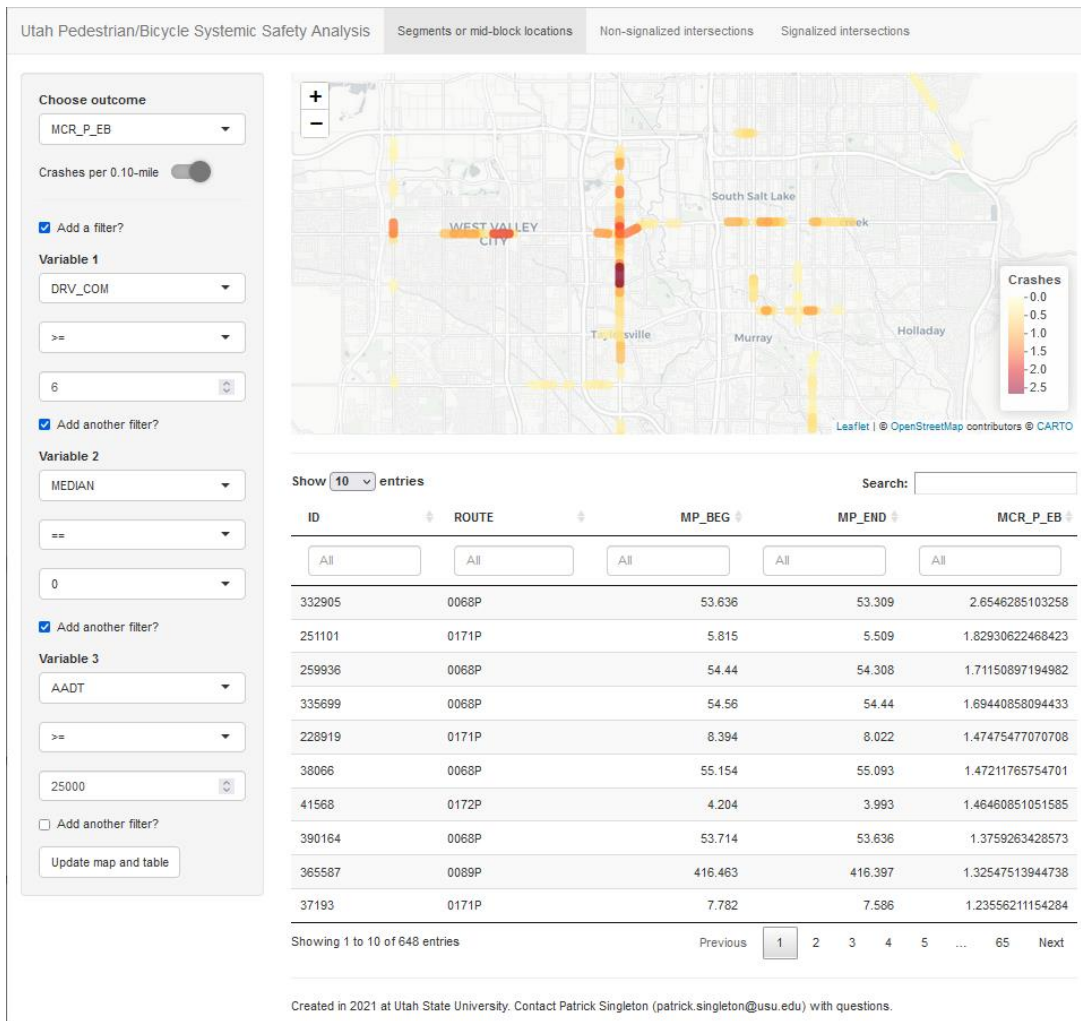 Utah Pedestrian/Bicycle Systemic Safety Analysis Segments or mid-block locations Non-signalized intersections Signalized intersections
Choose outcome
MCR_P_EB
Crashes per 0.10-mile
Add a filter?
Variable 1
DRV_COM
>=
6
Add another filter?
Variable 2
MEDIAN
==
0
Add another filter?
Variable 3
AADT
>=
25000
Add another filter?
Update map and table
+
−
South Salt Lake
WEST VALLEY
CITY
Murray
Holladay
Crashes
0.0
0.5
1.0
1.5
2.0
2.5
Leaflet | © OpenStreetMap contributors © CARTO
Show 10 entries Search:
ID ROUTE MP_BEG MP_END MCR_P_EB
All All All All All
332905 0068P 53.636 53.309 2.6546285103258
251101 0171P 5.815 5.509 1.82930622468423
259936 0068P 54.44 54.308 1.71150897194982
335699 0068P 54.56 54.44 1.69440858094433
228919 0171P 8.394 8.022 1.47475477070708
38066 0068P 55.154 55.093 1.47211765754701
41568 0172P 4.204 3.993 1.46460851051585
390164 0068P 53.714 53.636 1.3759263428573
365587 0089P 416.463 416.397 1.32547513944738
37193 0171P 7.782 7.586 1.23556211154284
Showing 1 to 10 of 648 entries Previous 1 2 3 4 5 ... 65 Next
Created in 2021 at Utah State University. Contact Patrick Singleton (patrick.singleton@usu.edu) with questions.